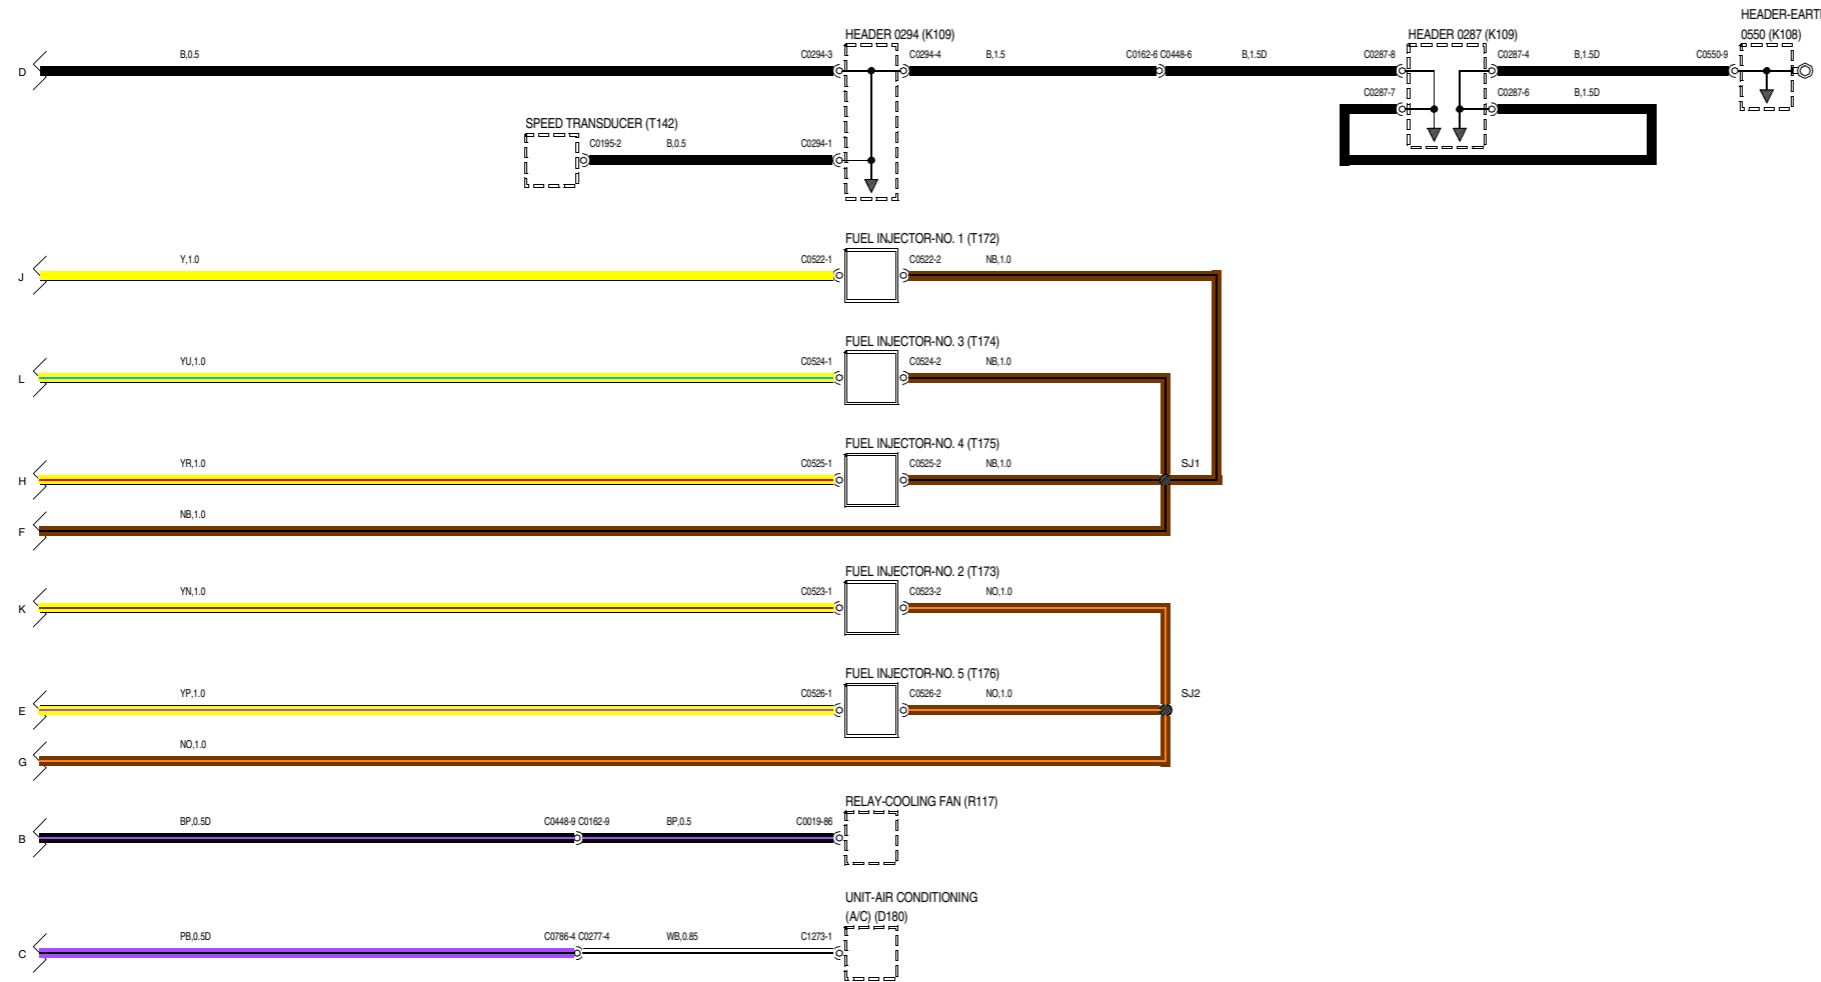 HEADER-EART
HEADER 0294 (K109)
HEADER 0287 (K109)
0550 (K108)
B,0.5
C0294-3
C0294-4
B,1.5
C0162-6 C0448-6
B,1.5D
C0287-8
C0287-4
B,1.5D
C0550-9
D
C0287-7
C0287-6
B,1.5D
SPEED TRANSDUCER (T142)
C0195-2
B,0.5
C0294-1
FUEL INJECTOR-NO. 1 (T172)
Y,1.0
C0522-1
C0522-2
NB,1.0
J
FUEL INJECTOR-NO. 3 (T174)
YU,1.0
C0524-1
C0524-2
NB,1.0
L
FUEL INJECTOR-NO. 4 (T175)
YR,1.0
C0525-1
C0525-2
NB,1.0
SJ1
H
NB,1.0
F
FUEL INJECTOR-NO. 2 (T173)
YN,1.0
C0523-1
C0523-2
NO,1.0
K
FUEL INJECTOR-NO. 5 (T176)
YP,1.0
C0526-1
C0526-2
NO,1.0
SJ2
E
NO,1.0
G
RELAY-COOLING FAN (R117)
BP,0.5D
C0448-9 C0162-9
BP,0.5
C0019-86
B
UNIT-AIR CONDITIONING
(A/C) (D180)
PB,0.5D
C0786-4 C0277-4
WB,0.85
C1273-1
C